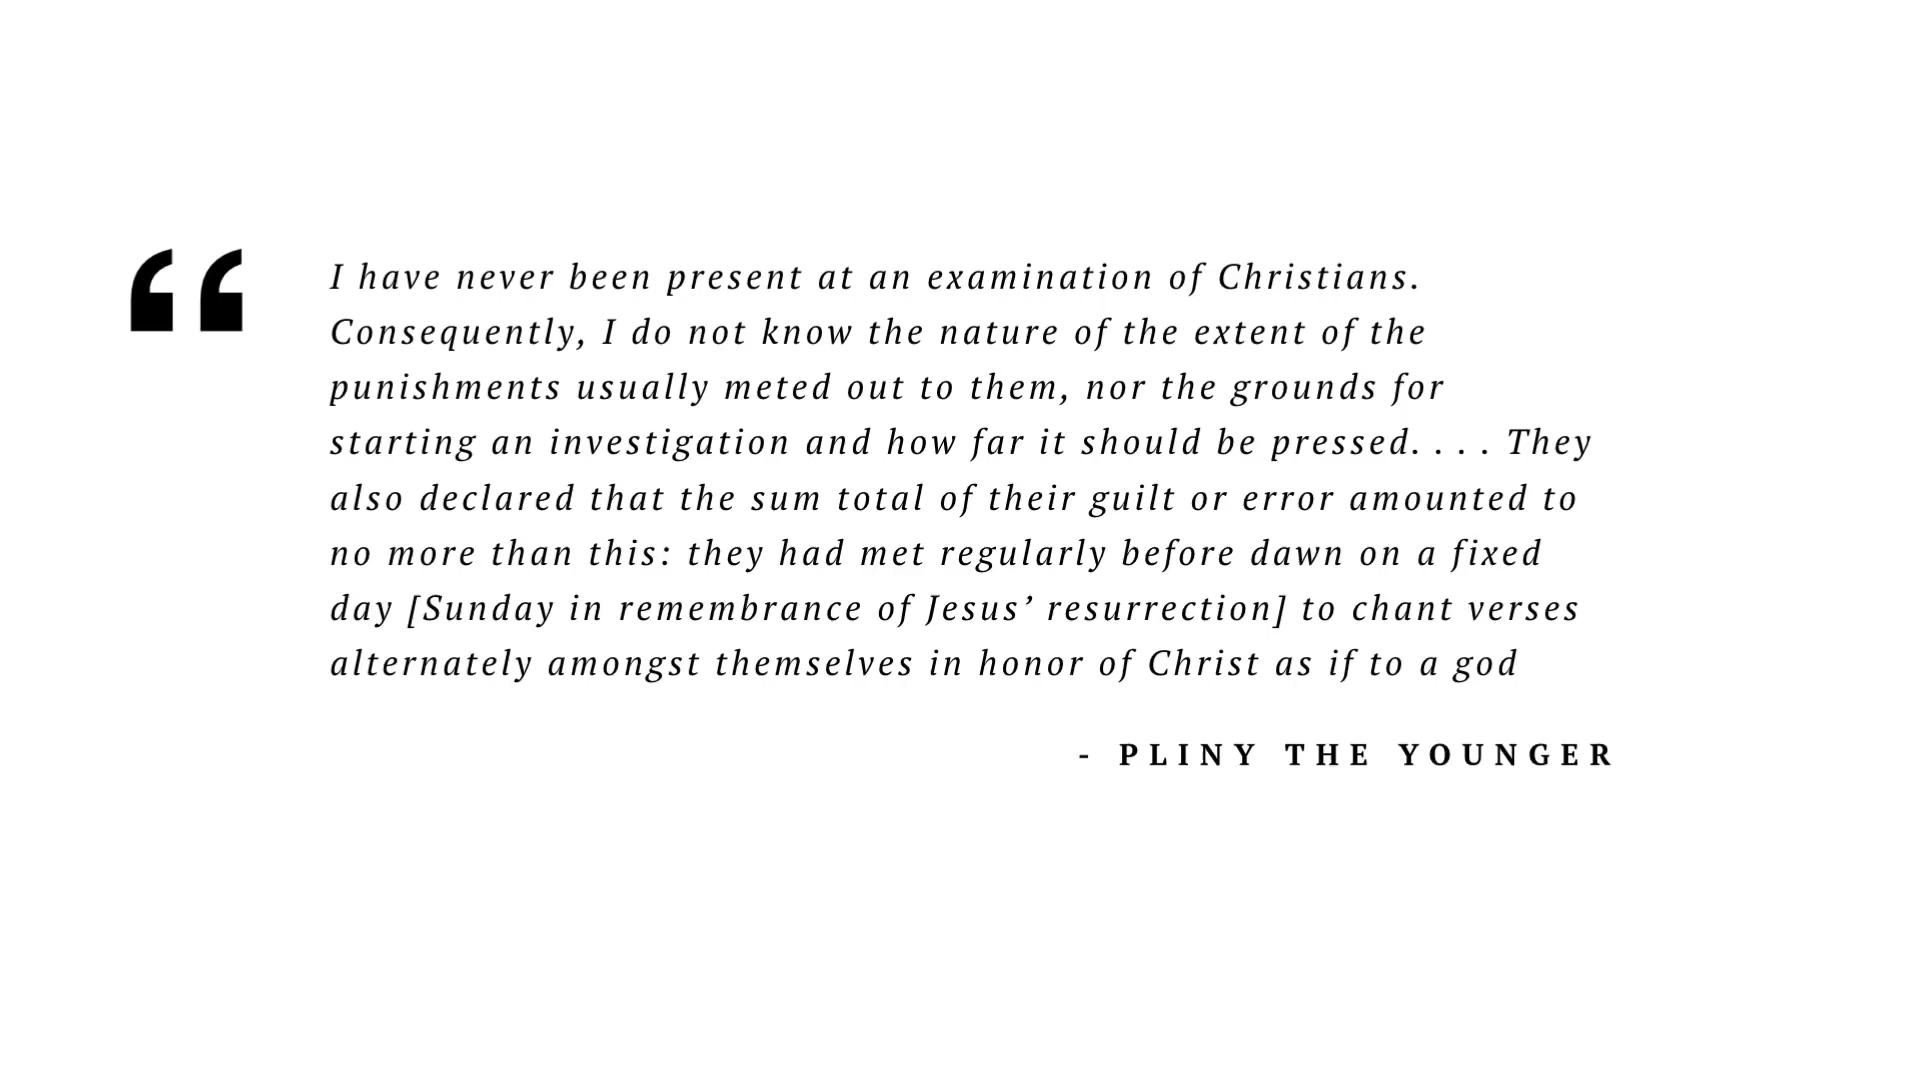 “
I have never been present at an examination of Christians.
Consequently, I do not know the nature of the extent of the
punishments usually meted out to them, nor the grounds for
starting an investigation and how far it should be pressed. . . . They
also declared that the sum total of their guilt or error amounted to
no more than this: they had met regularly before dawn on a fixed
day [Sunday in remembrance of Jesus’ resurrection] to chant verses
alternately amongst themselves in honor of Christ as if to a god
- PLINY THE YOUNGER